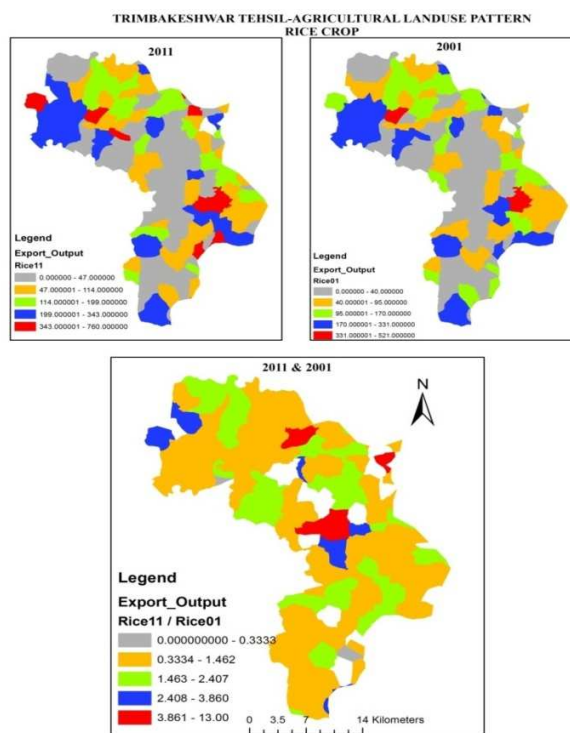 TRIMBAKESHWAR TEHSIL-AGRICULTURAL LANDUSE PATTERN
RICE CROP
2011
Legend
Export_Output
Rice11
0.000000 - 47.000000
47.000001 - 114.000000
114.000001 - 199.000000
199.000001 - 343.000000
343.000001 - 760.000000
2001
Legend
Export_Output
Rice01
0.000000 - 40.000000
40.000001 - 95.000000
95.000001 - 170.000000
170.000001 - 331.000000
331.000001 - 521.000000
2011 & 2001
N
Legend
Export_Output
Rice11 / Rice01
0.000000000 - 0.3333
0.3334 - 1.462
1.463 - 2.407
2.408 - 3.860
3.861 - 13.00
0 3.5 7 14 Kilometers